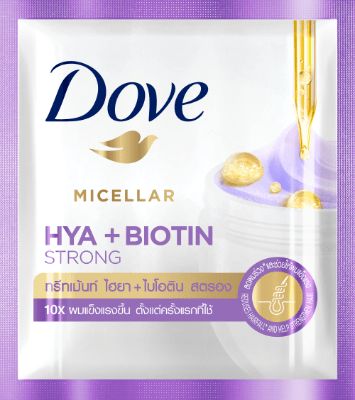 Dove
MICELLAR
HYA + BIOTIN
STRONG
ทรีทเม้นท์ ไฮยา+ไบโอติน สตรอง
10X ผมแข็งแรงขึ้น ตั้งแต่ครั้งแรกที่ใช้